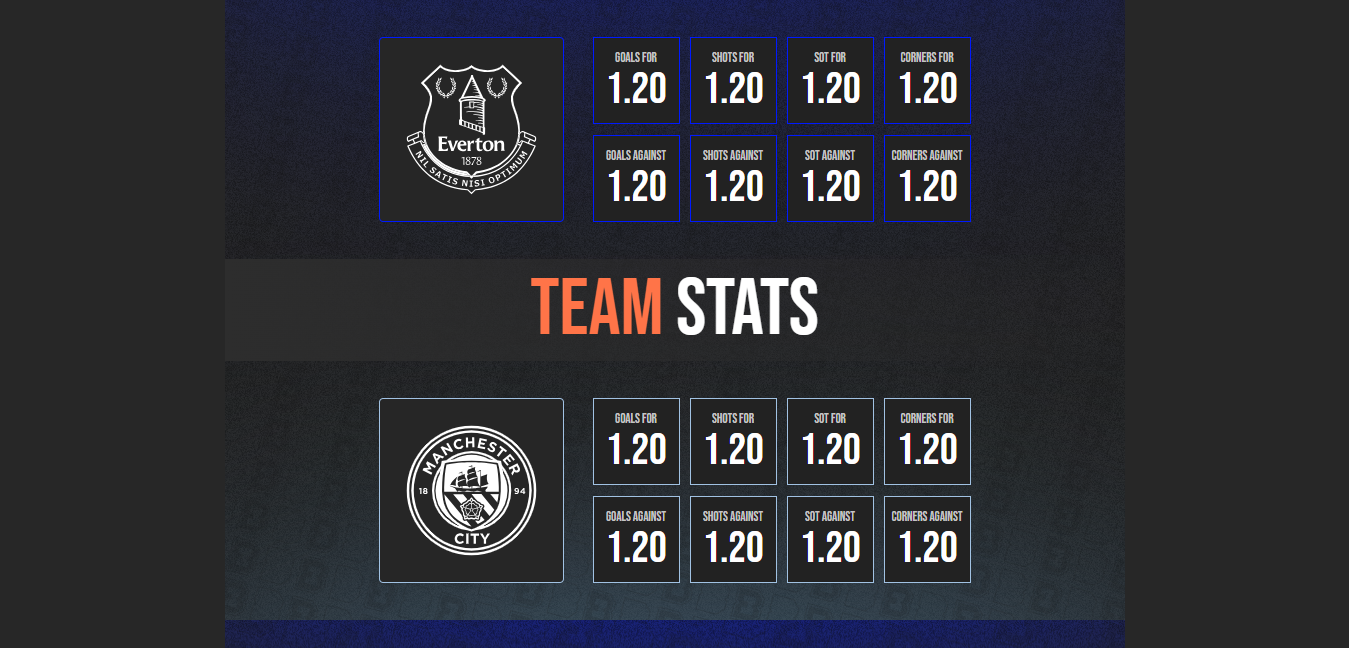 GOALS FOR SHOTS FOR SOT FOR CORNERS FOR
1.20 1.20 1.20 1.20
GOALS AGAINST SHOTS AGAINST SOT AGAINST CORNERS AGAINST
1.20 1.20 1.20 1.20
Everton
1878
NIL SATIS NISI OPTIMUM
TEAM STATS
GOALS FOR SHOTS FOR SOT FOR CORNERS FOR
1.20 1.20 1.20 1.20
GOALS AGAINST SHOTS AGAINST SOT AGAINST CORNERS AGAINST
1.20 1.20 1.20 1.20
MANCHESTER
18 94
CITY